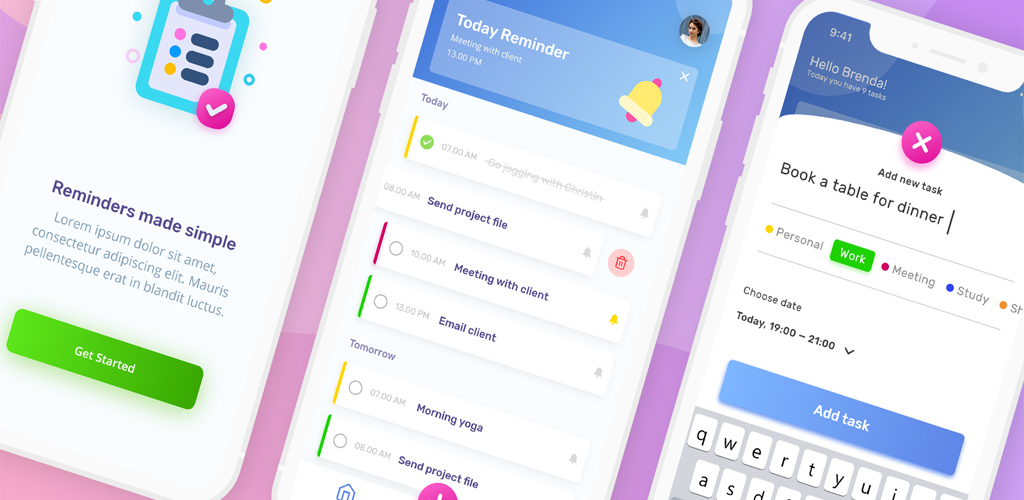 Reminders made simple
Lorem ipsum dolor sit amet,
consectetur adipiscing elit. Mauris
pellentesque erat in blandit luctus.
Get Started
Today Reminder
Meeting with client
13.00 PM
Today
07.00 AM Go jogging with Christin
08.00 AM Send project file
10.00 AM Meeting with client
13.00 PM Email client
Tomorrow
07.00 AM Morning yoga
08.00 AM Send project file
9:41
Hello Brenda!
Today you have 9 tasks
Add new task
Book a table for dinner
Personal Work Meeting Study Sh
Choose date
Today, 19:00 – 21:00
Add task
q w e r t y u i
a s d f g